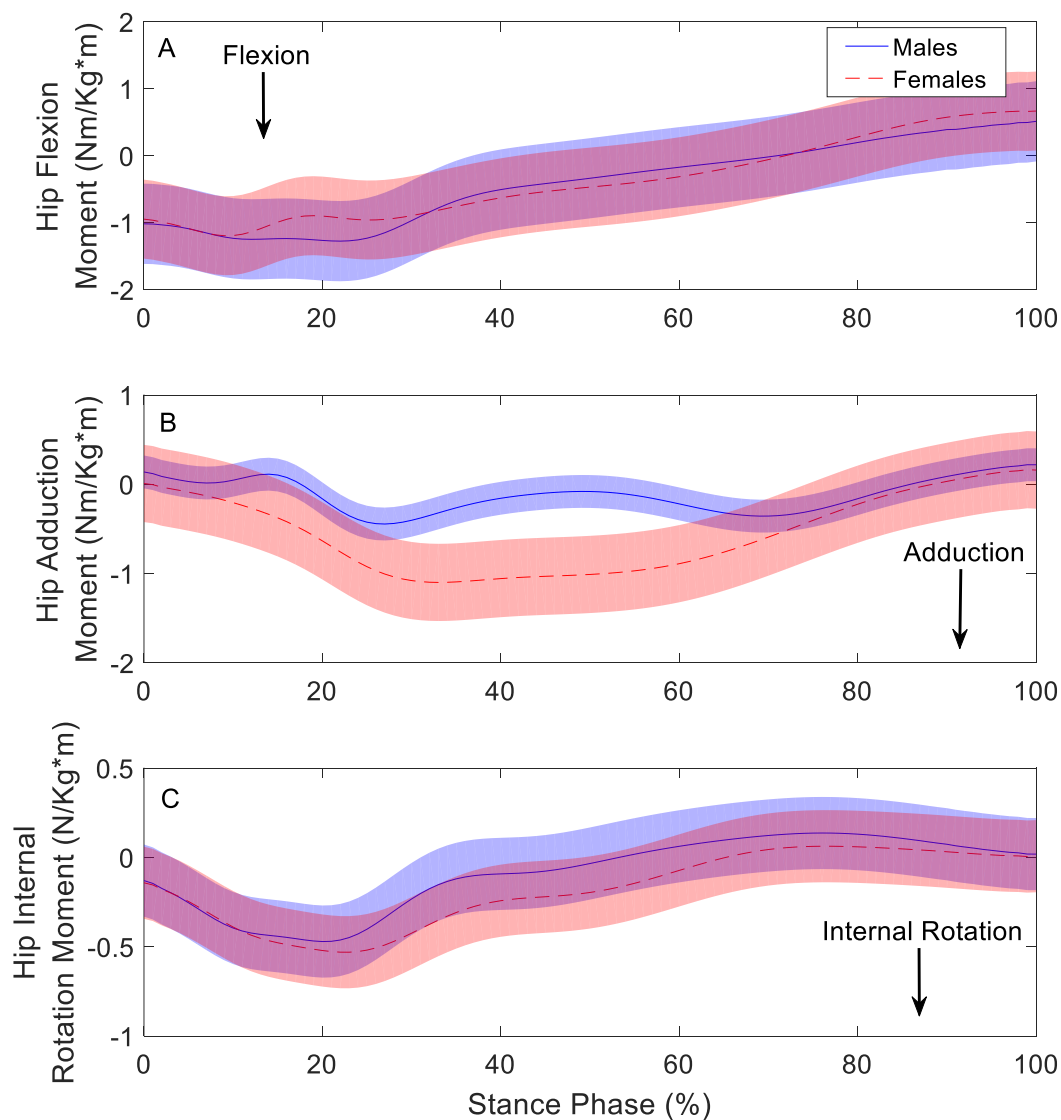 A
Flexion
Males
Females
2
1
0
-1
-2
Hip Flexion
Moment (Nm/Kg*m)
0 20 40 60 80 100
B
1
0
-1
-2
Hip Adduction
Moment (Nm/Kg*m)
Adduction
0 20 40 60 80 100
C
0.5
0
-0.5
-1
Hip Internal
Rotation Moment (N/Kg*m)
Internal Rotation
0 20 40 60 80 100
Stance Phase (%)